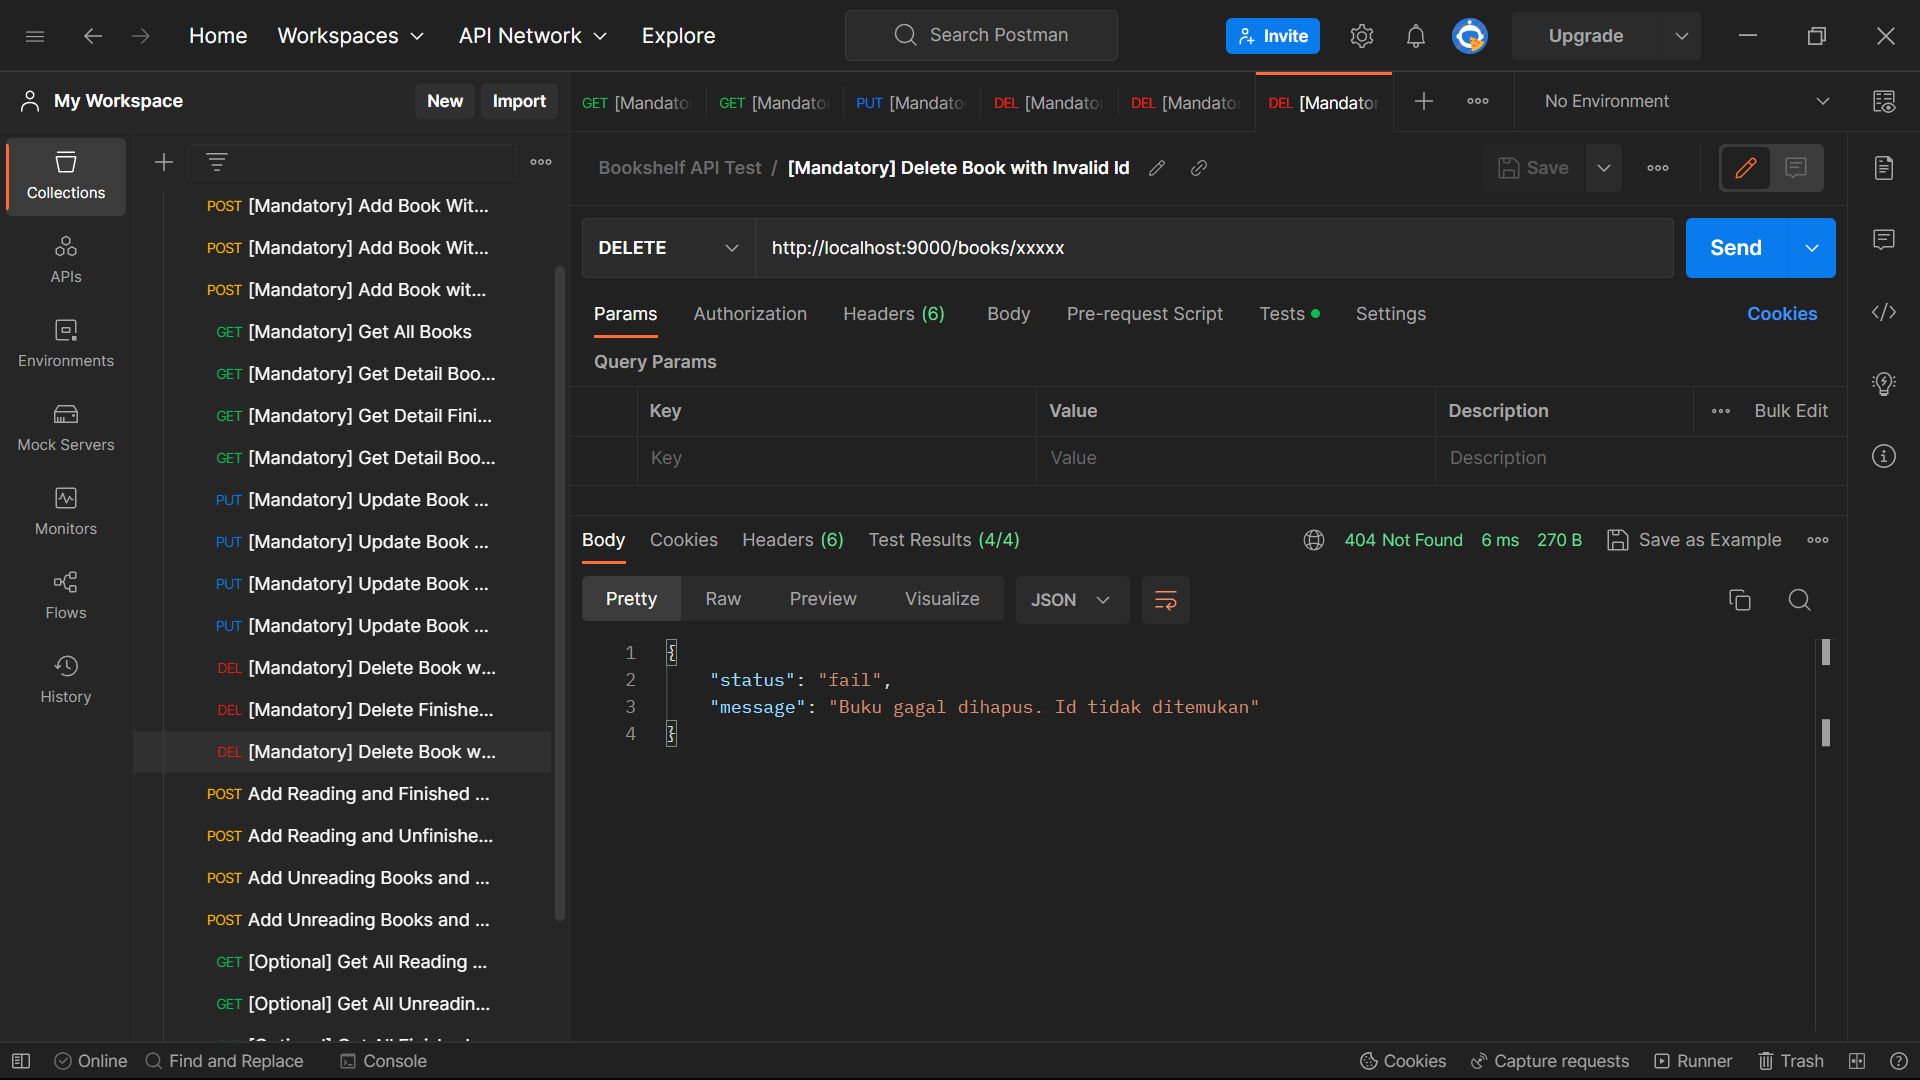 Home Workspaces API Network Explore Search Postman Invite Upgrade
My Workspace New Import GET [Mandato GET [Mandato PUT [Mandato DEL [Mandato DEL [Mandato DEL [Mandato No Environment
Bookshelf API Test / [Mandatory] Delete Book with Invalid Id Save
Collections
APIs
Environments
Mock Servers
Monitors
Flows
History
POST [Mandatory] Add Book Wit...
POST [Mandatory] Add Book Wit...
POST [Mandatory] Add Book wit...
GET [Mandatory] Get All Books
GET [Mandatory] Get Detail Boo...
GET [Mandatory] Get Detail Fini...
GET [Mandatory] Get Detail Boo...
PUT [Mandatory] Update Book ...
PUT [Mandatory] Update Book ...
PUT [Mandatory] Update Book ...
PUT [Mandatory] Update Book ...
DEL [Mandatory] Delete Book w...
DEL [Mandatory] Delete Finishe...
DEL [Mandatory] Delete Book w...
POST Add Reading and Finished ...
POST Add Reading and Unfinishe...
POST Add Unreading Books and ...
POST Add Unreading Books and ...
GET [Optional] Get All Reading ...
GET [Optional] Get All Unreadin...
DELETE http://localhost:9000/books/xxxxx Send
Params Authorization Headers (6) Body Pre-request Script Tests Settings Cookies
Query Params
Key Value Description Bulk Edit
Key Value Description
Body Cookies Headers (6) Test Results (4/4) 404 Not Found 6 ms 270 B Save as Example
Pretty Raw Preview Visualize JSON
1 {
2 "status": "fail",
3 "message": "Buku gagal dihapus. Id tidak ditemukan"
4 }
Online Find and Replace Console Cookies Capture requests Runner Trash